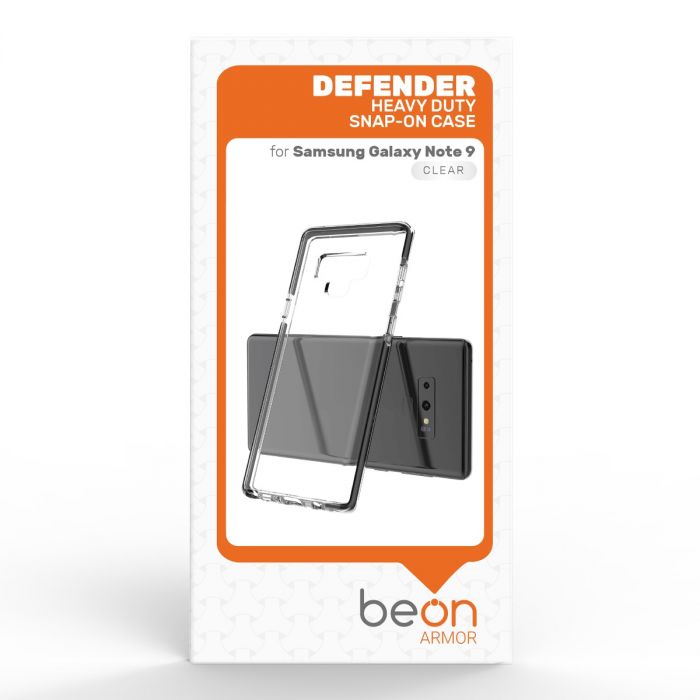 DEFENDER
HEAVY DUTY
SNAP-ON CASE
for Samsung Galaxy Note 9
CLEAR
beon
ARMOR